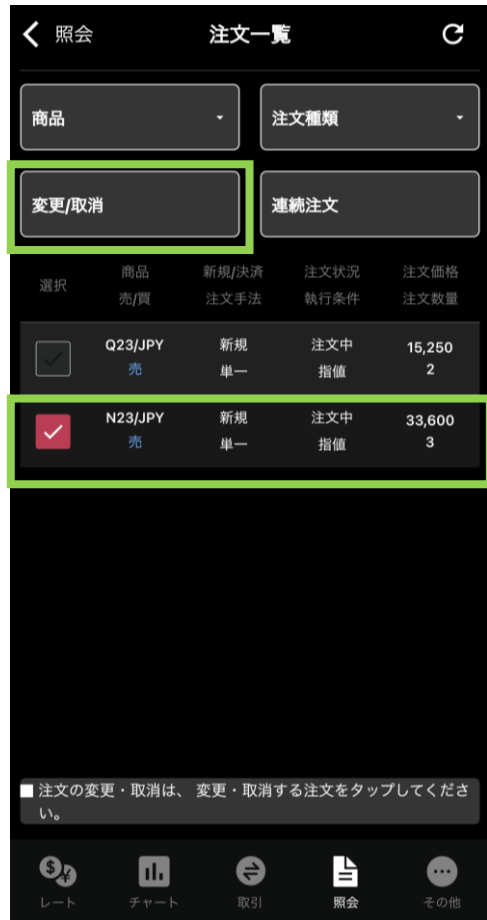 照会 注文一覧
商品 注文種類
変更/取消 連続注文
選択 商品 新規/決済 注文状況 注文価格
売/買 注文手法 執行条件 注文数量
Q23/JPY 新規 注文中 15,250
売 単一 指値 2
N23/JPY 新規 注文中 33,600
売 単一 指値 3
■ 注文の変更・取消は、 変更・取消する注文をタップしてくださ
い。
レート チャート 取引 照会 その他